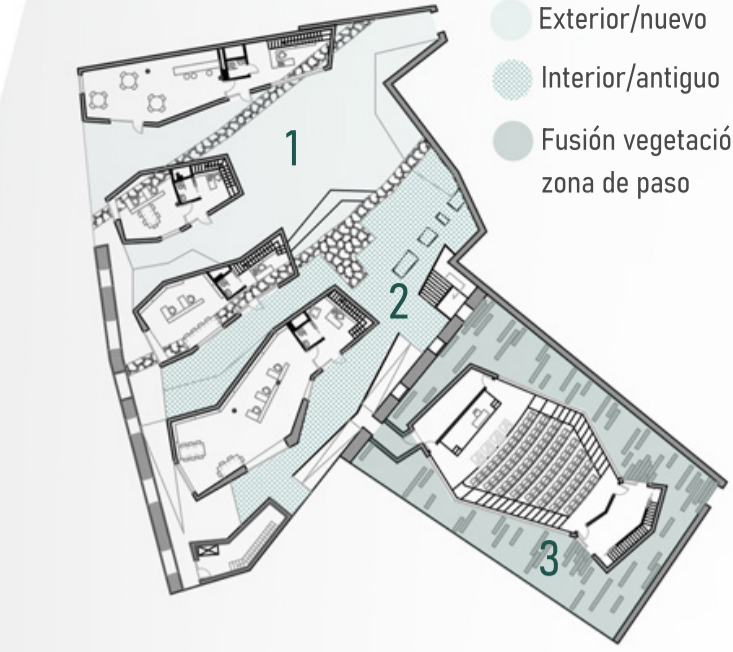 Exterior/nuevo
Interior/antiguo
Fusión vegetació
zona de paso
1
2
3